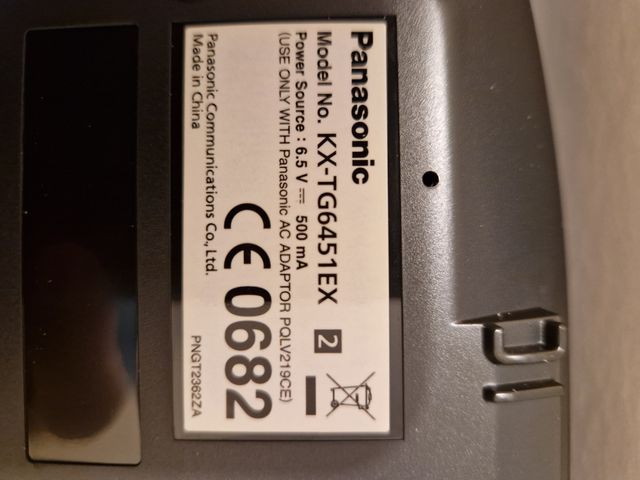 Panasonic
Model No. KX-TG6451EX 2
Power Source : 6.5 V ⎓ 500 mA
(USE ONLY WITH Panasonic AC ADAPTOR PQLV219CE)
CE 0682
Panasonic Communications Co., Ltd.
Made in China
PNGT2362ZA